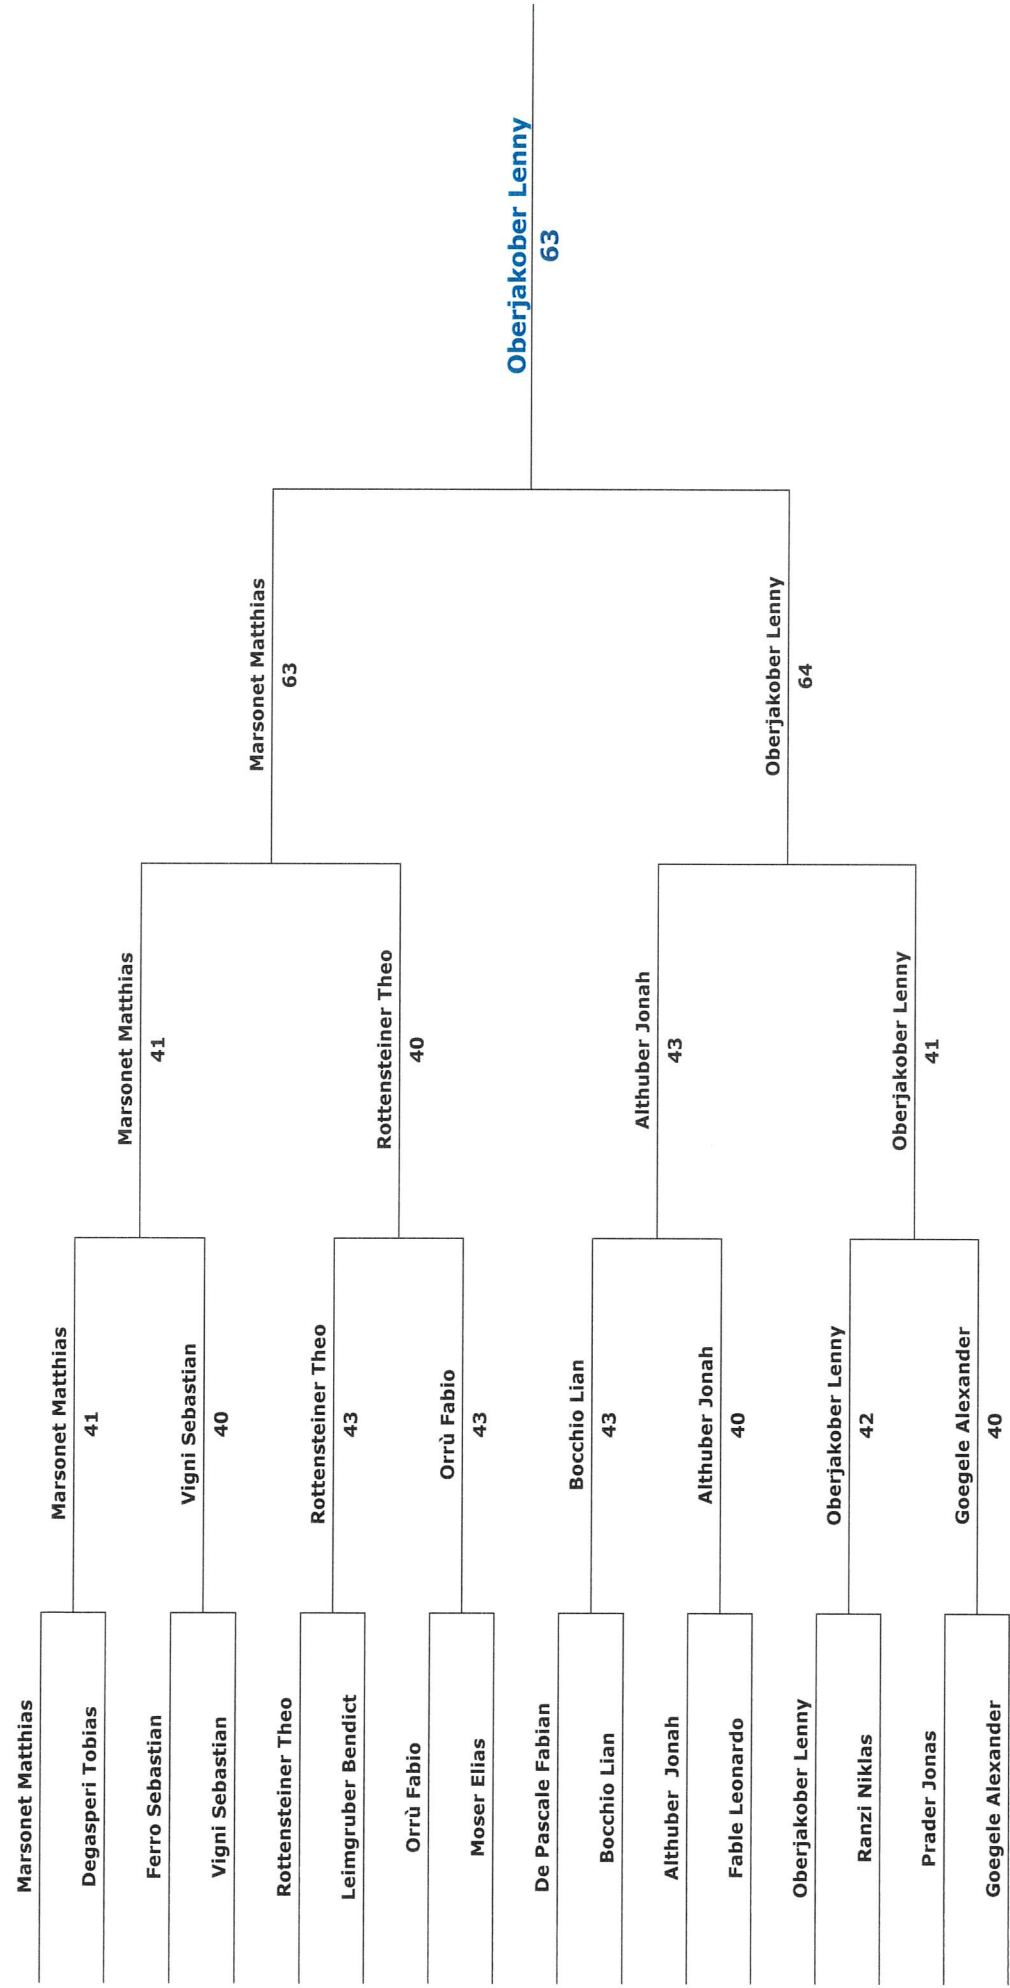 Marsonet Matthias
Degasperi Tobias
Ferro Sebastian
Vigni Sebastian
Rottensteiner Theo
Leimgruber Bendict
Orrù Fabio
Moser Elias
De Pascale Fabian
Bocchio Lian
Althuber Jonah
Fable Leonardo
Oberjakober Lenny
Ranzi Niklas
Prader Jonas
Goegele Alexander
Marsonet Matthias
41
Vigni Sebastian
40
Rottensteiner Theo
43
Orrù Fabio
43
Bocchio Lian
43
Althuber Jonah
40
Oberjakober Lenny
42
Goegele Alexander
40
Marsonet Matthias
41
Rottensteiner Theo
40
Althuber Jonah
43
Oberjakober Lenny
41
Marsonet Matthias
63
Oberjakober Lenny
64
Oberjakober Lenny
63